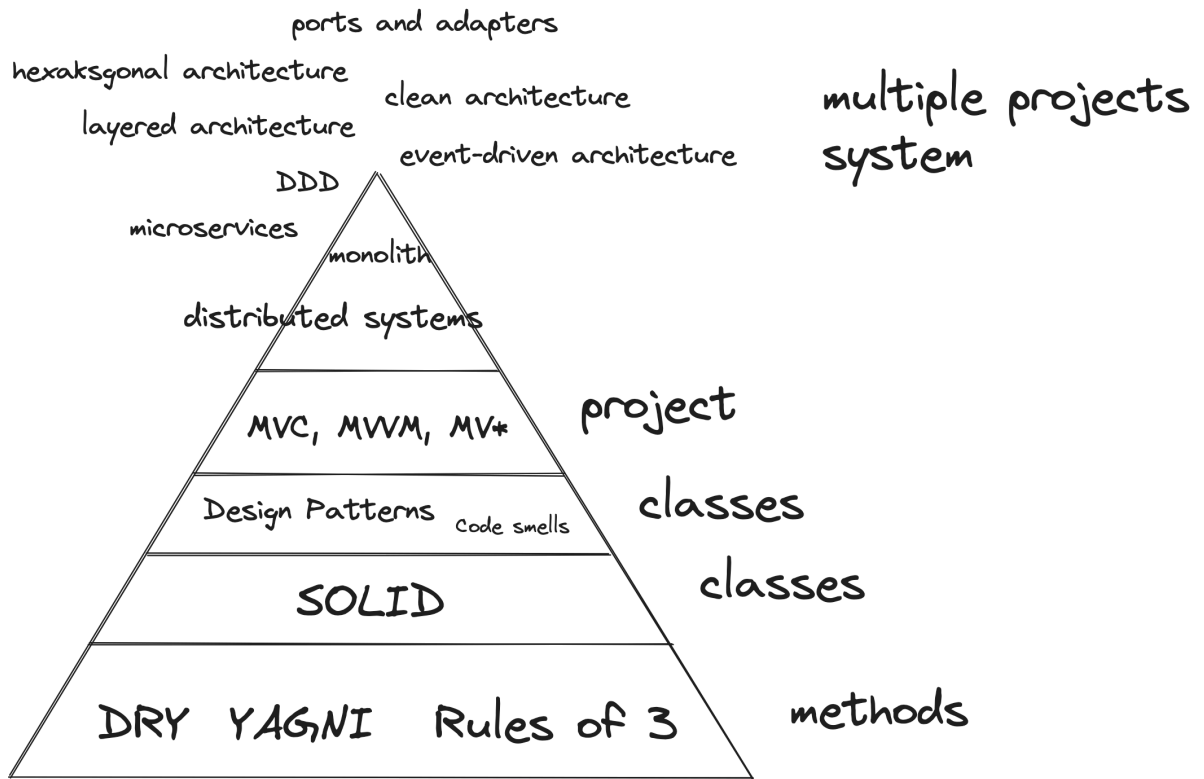 ports and adapters
hexaksgonal architecture
clean architecture
multiple projects
system
layered architecture
event-driven architecture
DDD
microservices
monolith
distributed systems
MVC, MVVM, MV*
project
Design Patterns
Code smells
classes
SOLID
classes
DRY YAGNI Rules of 3
methods